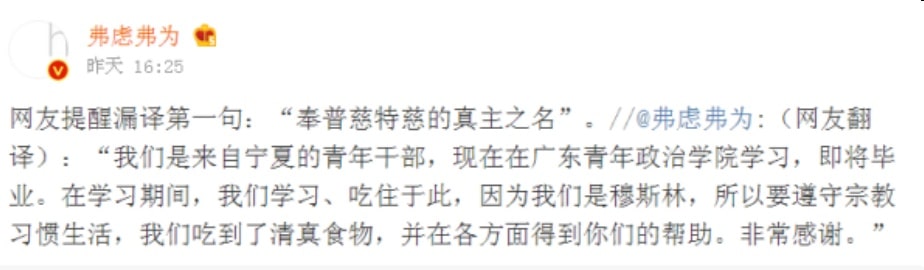 弗虑弗为
昨天 16:25
网友提醒漏译第一句：“奉普慈特慈的真主之名”。//@弗虑弗为:（网友翻
译）：“我们是来自宁夏的青年干部，现在在广东青年政治学院学习，即将毕
业。在学习期间，我们学习、吃住于此，因为我们是穆斯林，所以要遵守宗教
习惯生活，我们吃到了清真食物，并在各方面得到你们的帮助。非常感谢。”